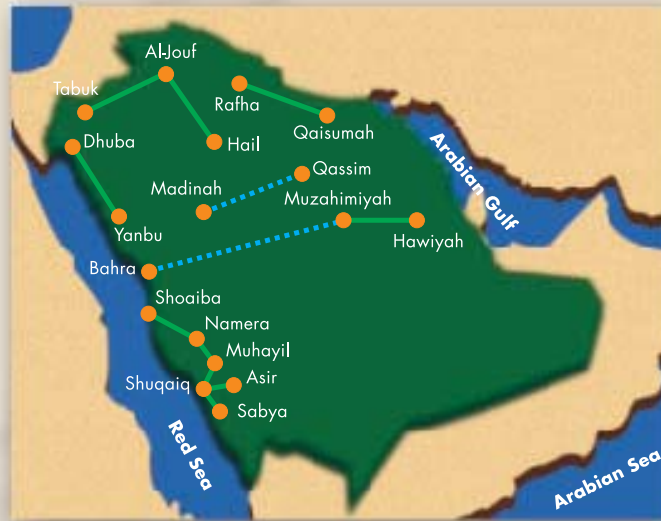 Al-Jouf
Tabuk
Rafha
Dhuba
Hail
Qaisumah
Arabian Gulf
Qassim
Madinah
Muzahimiyah
Yanbu
Hawiyah
Bahra
Shoaiba
Namera
Muhayil
Shuqaiq
Asir
Sabya
Red Sea
Arabian Sea